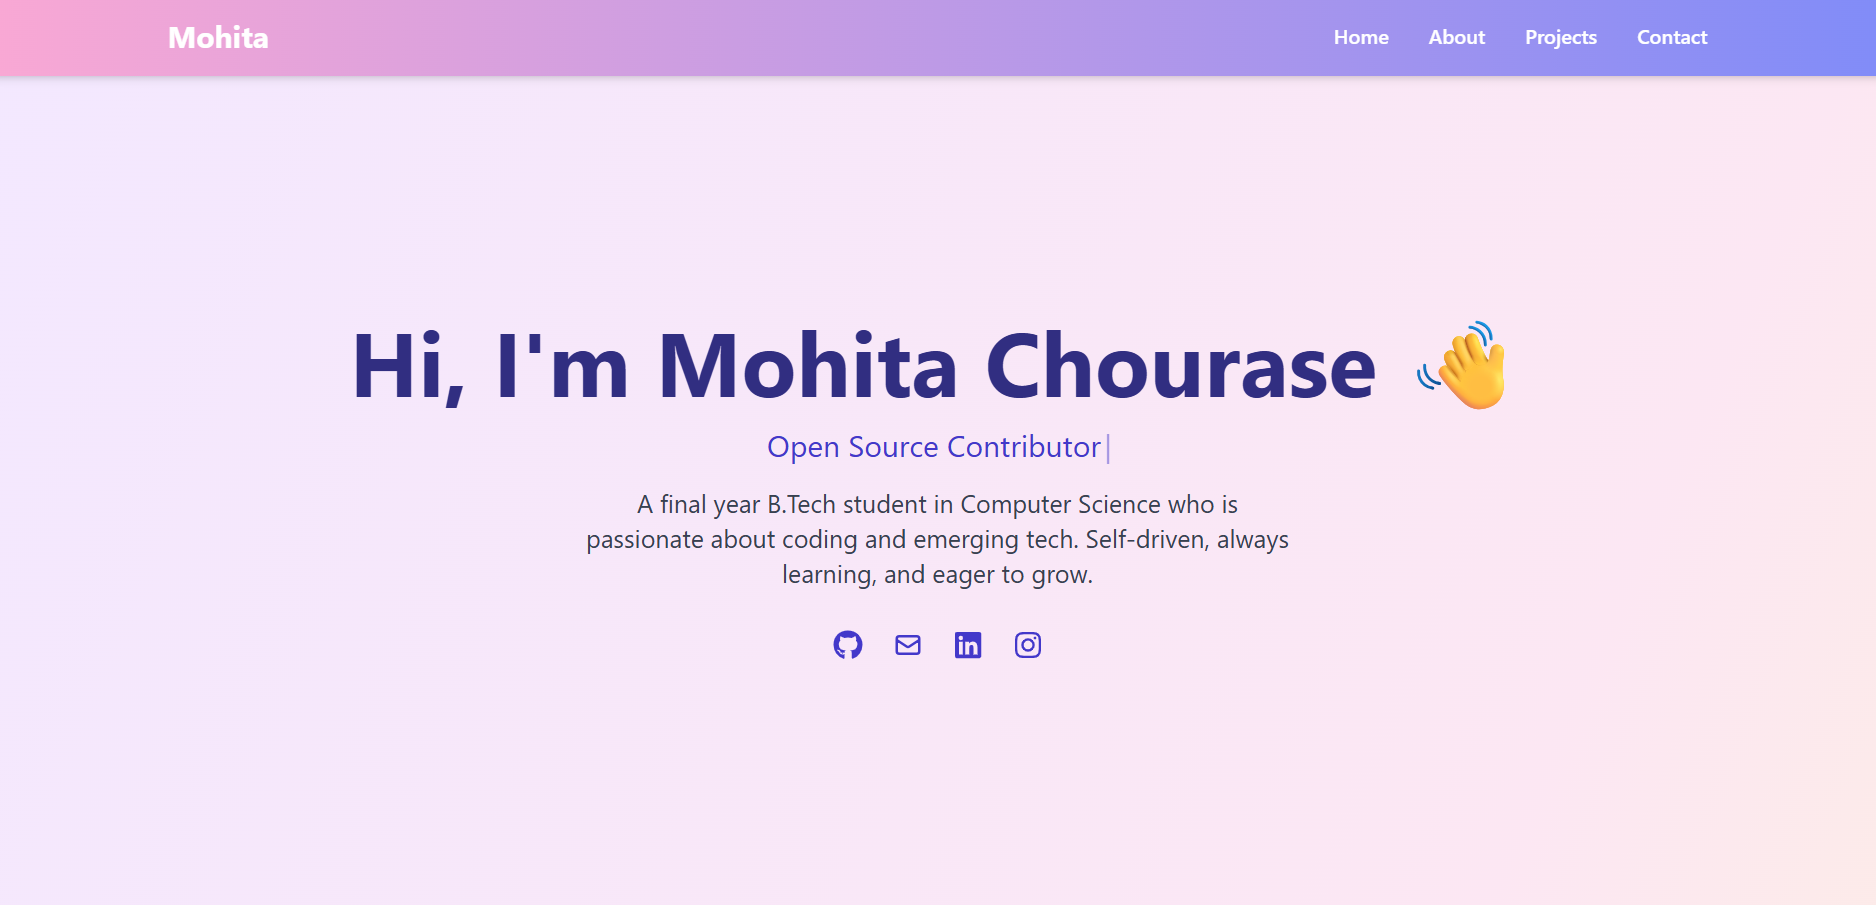 Mohita
Home About Projects Contact
Hi, I'm Mohita Chourase 👋
Open Source Contributor|
A final year B.Tech student in Computer Science who is
passionate about coding and emerging tech. Self-driven, always
learning, and eager to grow.
in